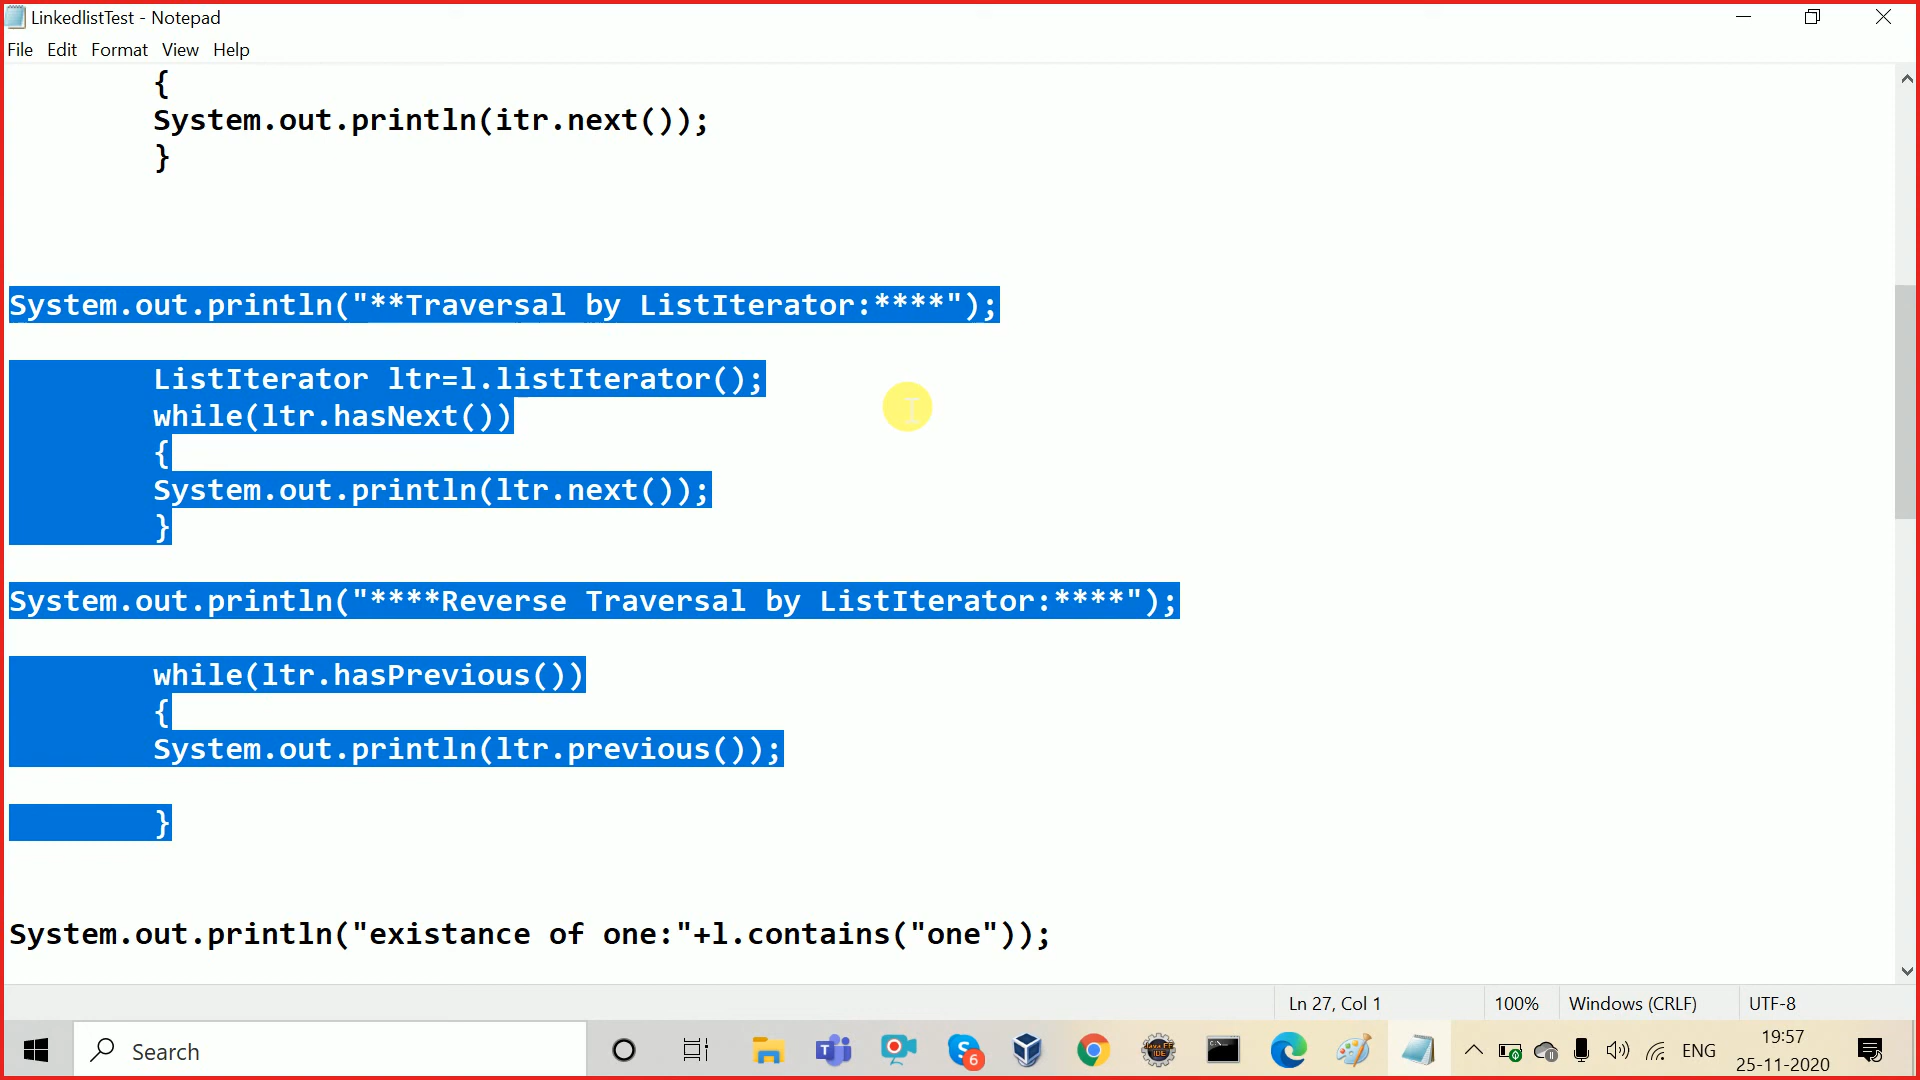 LinkedlistTest - Notepad
File Edit Format View Help
{
System.out.println(itr.next());
}
System.out.println("**Traversal by ListIterator:****");
ListIterator ltr=l.listIterator();
while(ltr.hasNext())
{
System.out.println(ltr.next());
}
System.out.println("****Reverse Traversal by ListIterator:****");
while(ltr.hasPrevious())
{
System.out.println(ltr.previous());
}
System.out.println("existance of one:"+l.contains("one"));
Ln 27, Col 1 100% Windows (CRLF) UTF-8
Search 6 ENG 19:57
25-11-2020